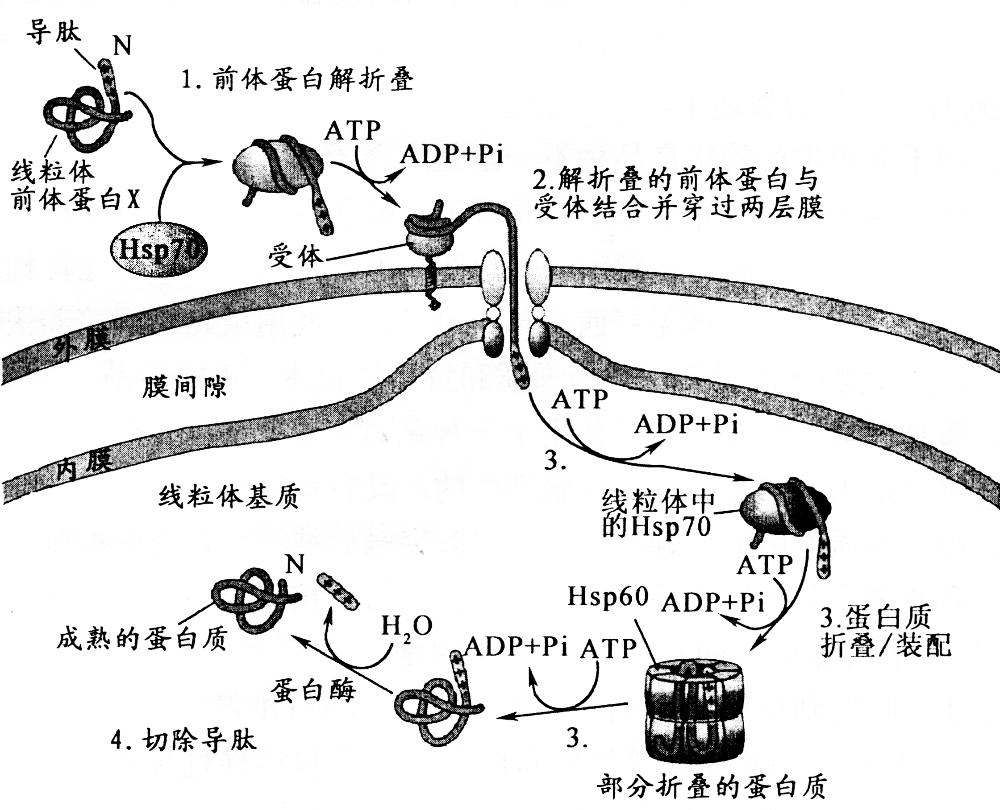 导肽
N
1. 前体蛋白解折叠
ATP
ADP+Pi
线粒体
前体蛋白X
Hsp70
2.解折叠的前体蛋白与
受体结合并穿过两层膜
受体
外膜
膜间隙
ATP
ADP+Pi
内膜
3.
线粒体基质
线粒体中
的Hsp70
N
ATP
Hsp60
ADP+Pi
3.蛋白质
折叠/装配
H₂O
成熟的蛋白质
ADP+Pi
ATP
蛋白酶
4. 切除导肽
3.
部分折叠的蛋白质